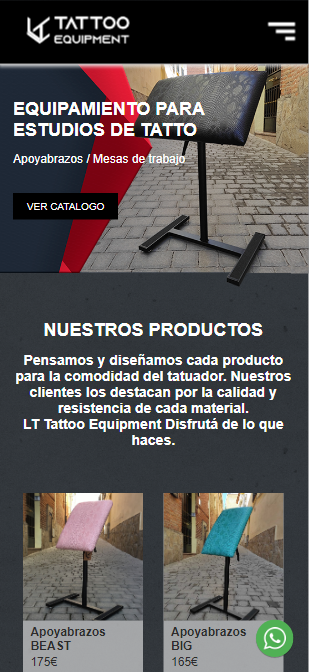 LT TATTOO
EQUIPMENT
EQUIPAMIENTO PARA
ESTUDIOS DE TATTO
Apoyabrazos / Mesas de trabajo
VER CATALOGO
NUESTROS PRODUCTOS
Pensamos y diseñamos cada producto
para la comodidad del tatuador. Nuestros
clientes los destacan por la calidad y
resistencia de cada material.
LT Tattoo Equipment Disfrutá de lo que
haces.
Apoyabrazos
BEAST
175€
Apoyabrazos
BIG
165€